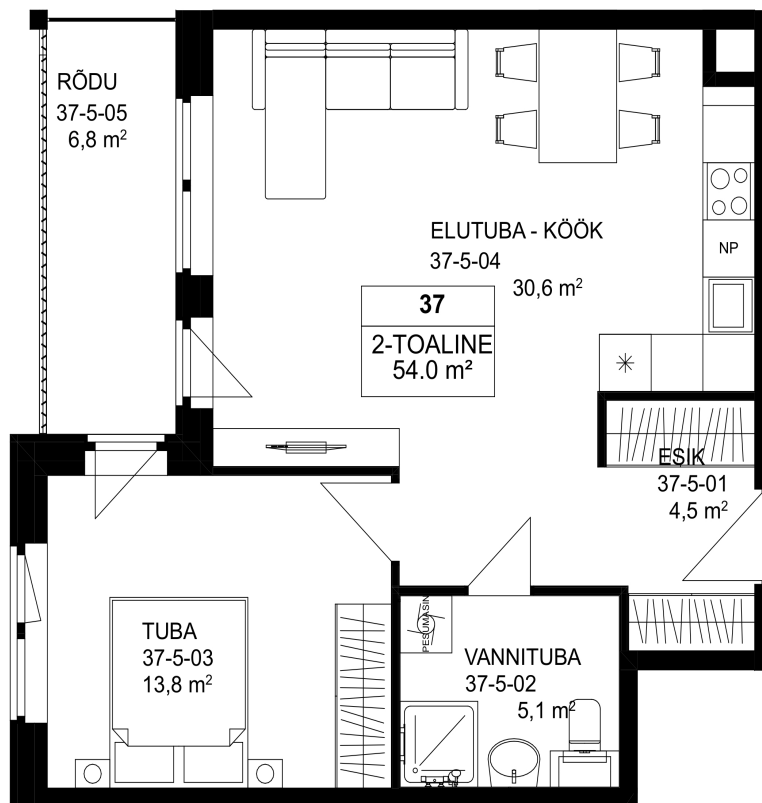 RÕDU
37-5-05
6,8 m²
ELUTUBA - KÖÖK
37-5-04
30,6 m²
NP
37
2-TOALINE
54.0 m²
ESIK
37-5-01
4,5 m²
TUBA
37-5-03
13,8 m²
PESUMASIN
VANNITUBA
37-5-02
5,1 m²